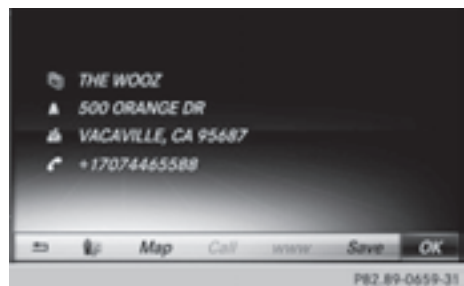 THE WOOZ
500 ORANGE DR
VACAVILLE, CA 95687
+17074465588
Map Call www Save OK
P82.89-0659-31